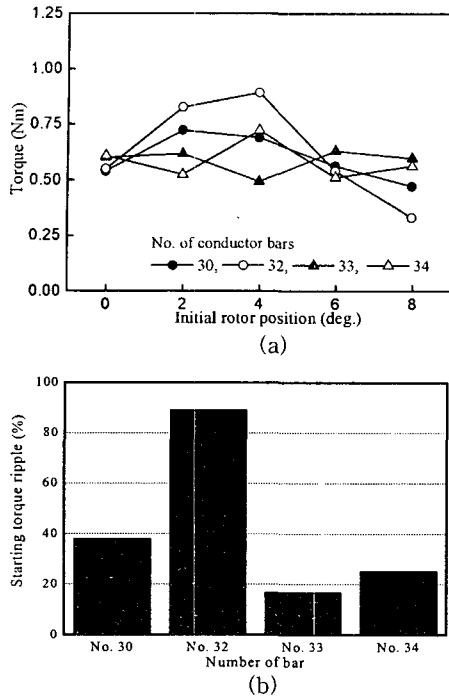 1.25
1.00
0.75
0.50
0.25
0.00
Torque (Nm)
No. of conductor bars
30, 32, 33, 34
0 2 4 6 8
Initial rotor position (deg.)
(a)
100
80
60
40
20
0
Starting torque ripple (%)
No. 30 No. 32 No. 33 No. 34
Number of bar
(b)